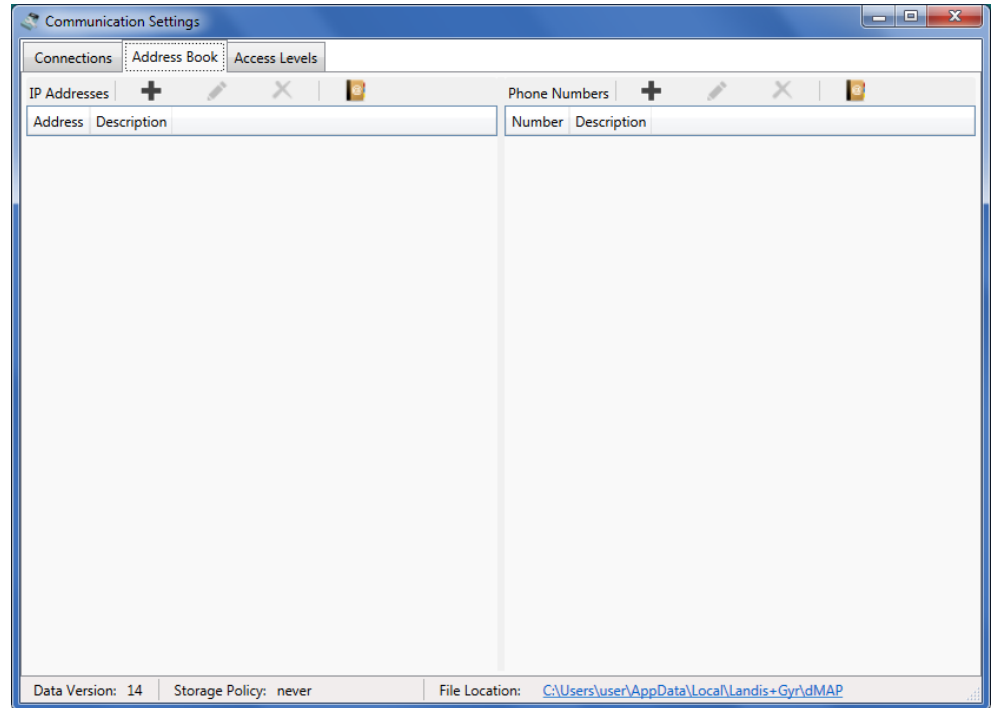 Communication Settings
Connections Address Book Access Levels
IP Addresses
Address Description
Phone Numbers
Number Description
Data Version: 14 Storage Policy: never File Location: C:\Users\user\AppData\Local\Landis+Gyr\dMAP